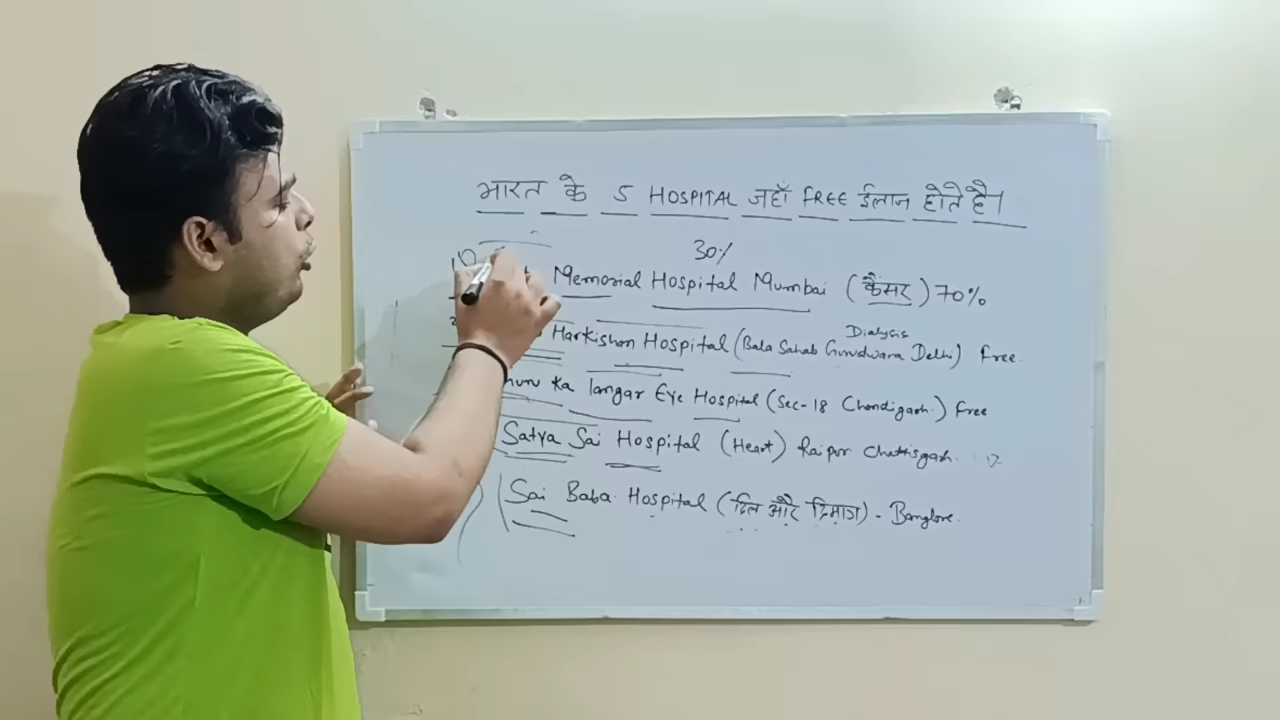 भारत के 5 HOSPITAL जहाँ FREE ईलाज होते है।
30%
Memorial Hospital Mumbai (कैंसर) 70%
Dialysis
Harkishan Hospital (Bala Sahab Gurudwara Delhi) free
Ka langar Eye Hospital (Sec-18 Chandigarh.) free
Satya Sai Hospital (Heart) Raipur Chattisgarh.
Sai Baba Hospital (दिल और दिमाग) - Banglore.